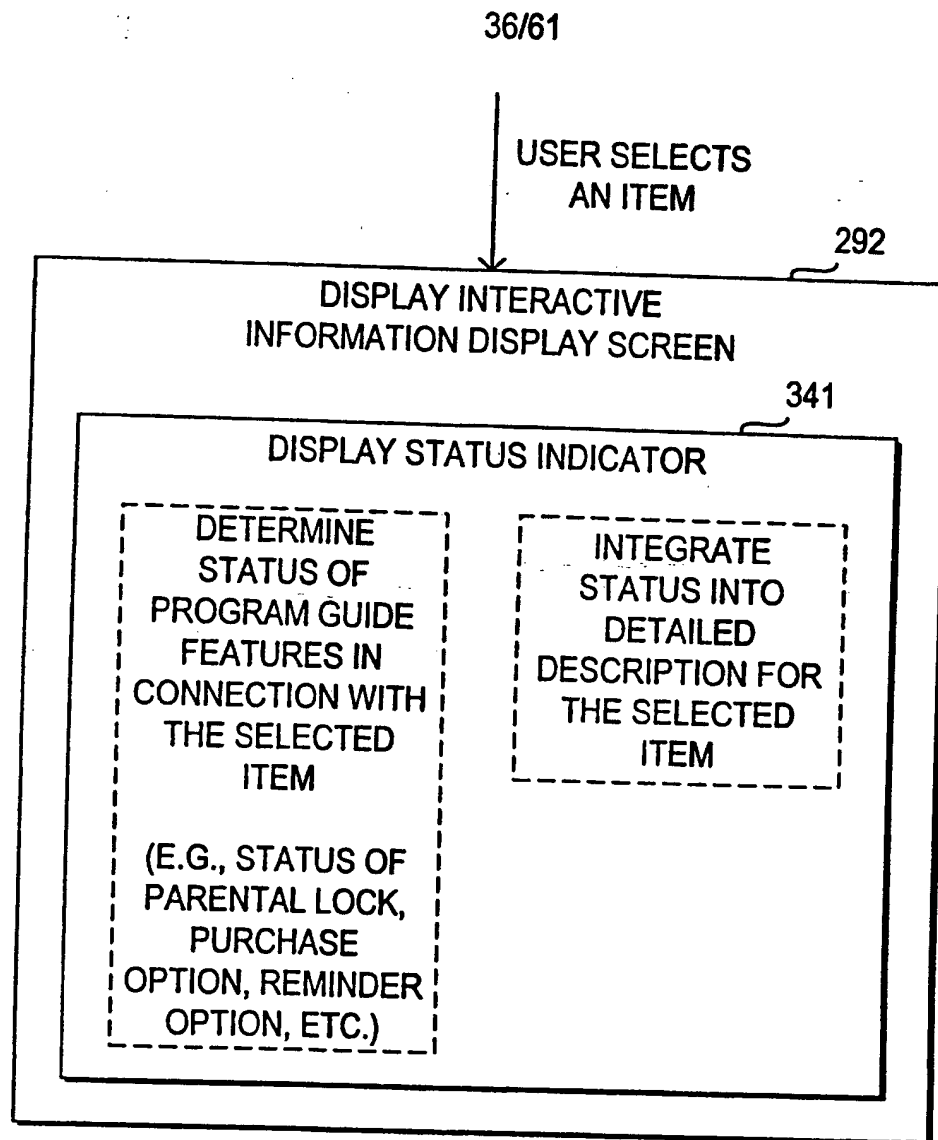 36/61
USER SELECTS
AN ITEM
292
DISPLAY INTERACTIVE
INFORMATION DISPLAY SCREEN
341
DISPLAY STATUS INDICATOR
DETERMINE
STATUS OF
PROGRAM GUIDE
FEATURES IN
CONNECTION WITH
THE SELECTED
ITEM
(E.G., STATUS OF
PARENTAL LOCK,
PURCHASE
OPTION, REMINDER
OPTION, ETC.)
INTEGRATE
STATUS INTO
DETAILED
DESCRIPTION FOR
THE SELECTED
ITEM